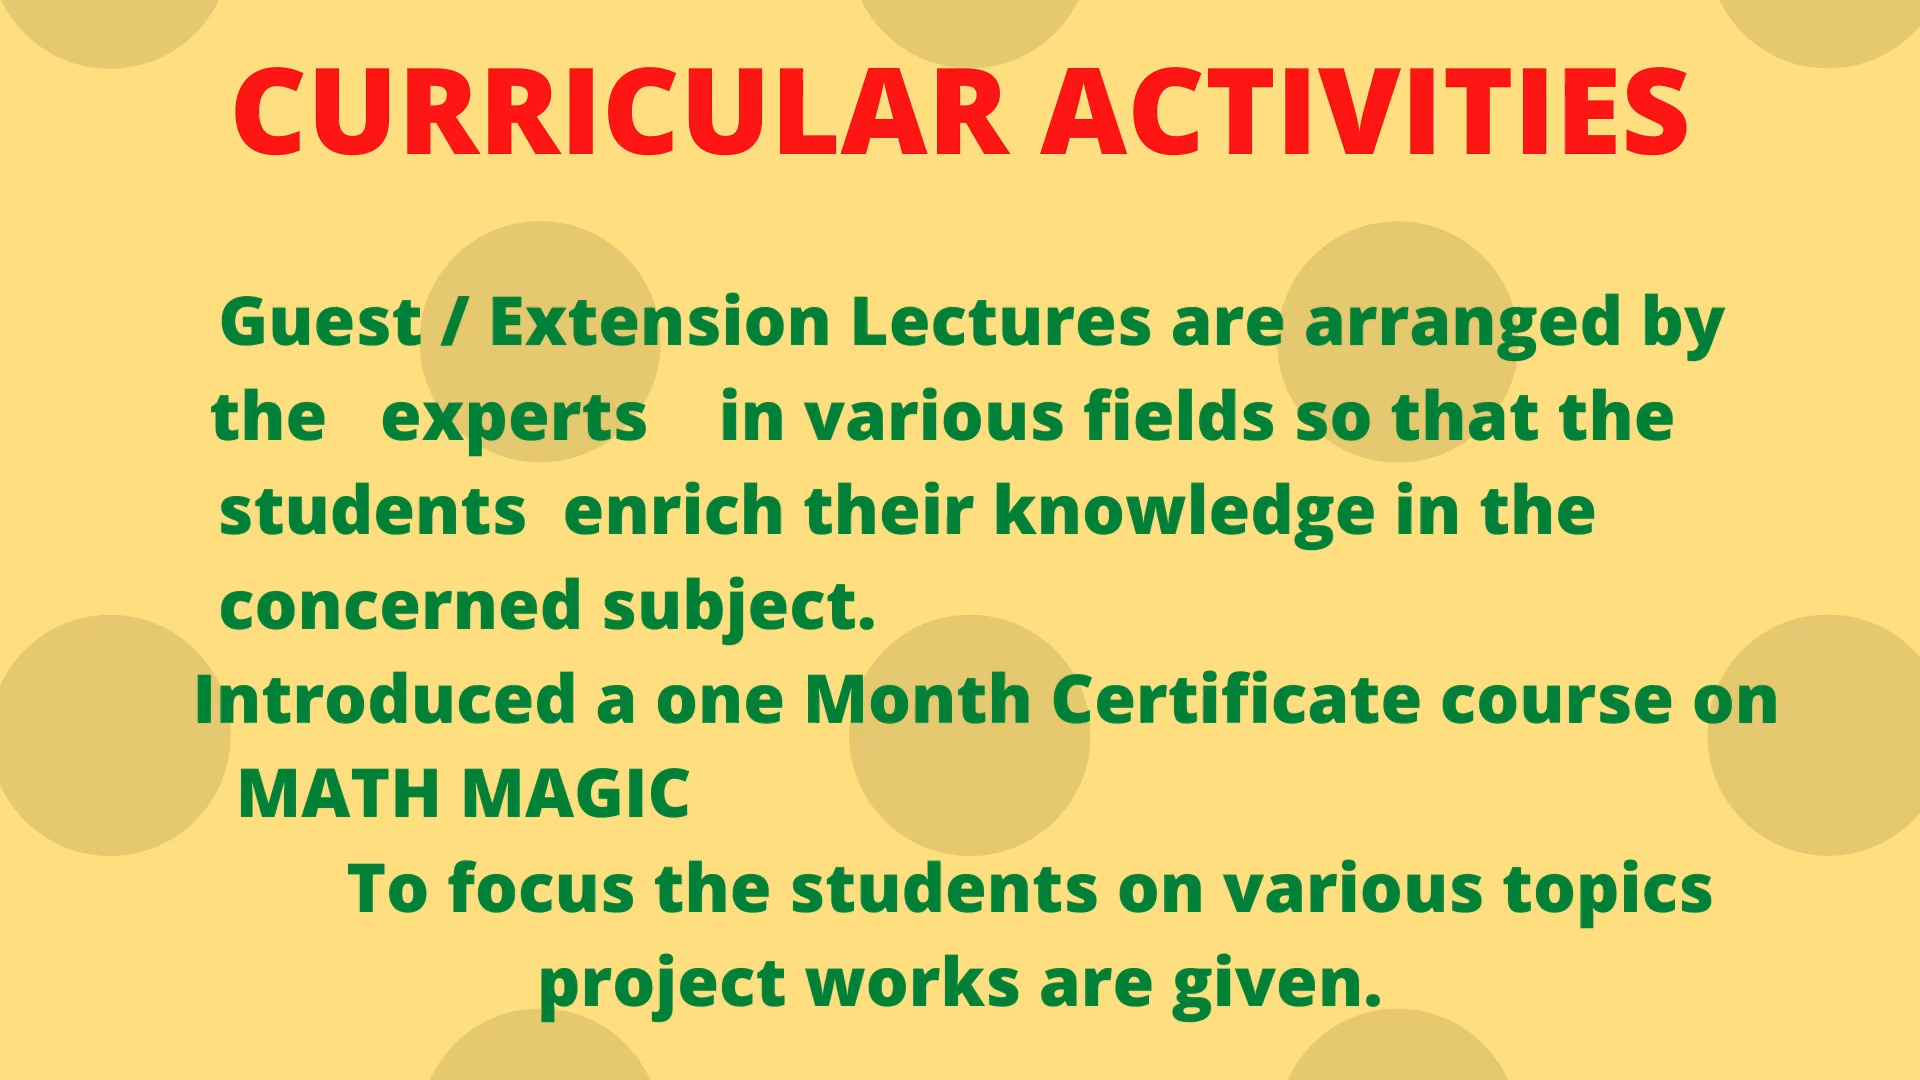 CURRICULAR ACTIVITIES
Guest / Extension Lectures are arranged by
the experts in various fields so that the
students enrich their knowledge in the
concerned subject.
Introduced a one Month Certificate course on
MATH MAGIC
To focus the students on various topics
project works are given.